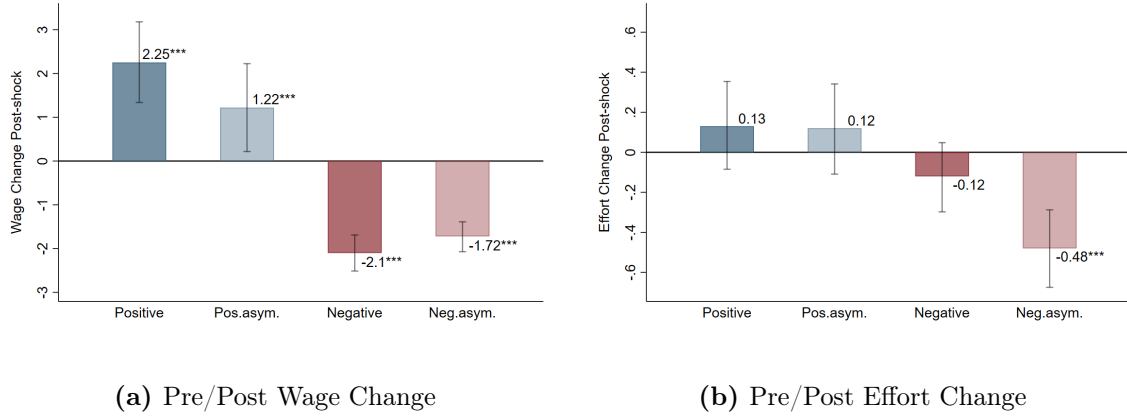 Wage Change Post-shock
3
2
1
0
-1
-2
-3
2.25***
1.22***
-2.1***
-1.72***
Positive
Pos.asym.
Negative
Neg.asym.
(a) Pre/Post Wage Change
Effort Change Post-shock
.6
.4
.2
0
-.2
-.4
-.6
0.13
0.12
-0.12
-0.48***
Positive
Pos.asym.
Negative
Neg.asym.
(b) Pre/Post Effort Change